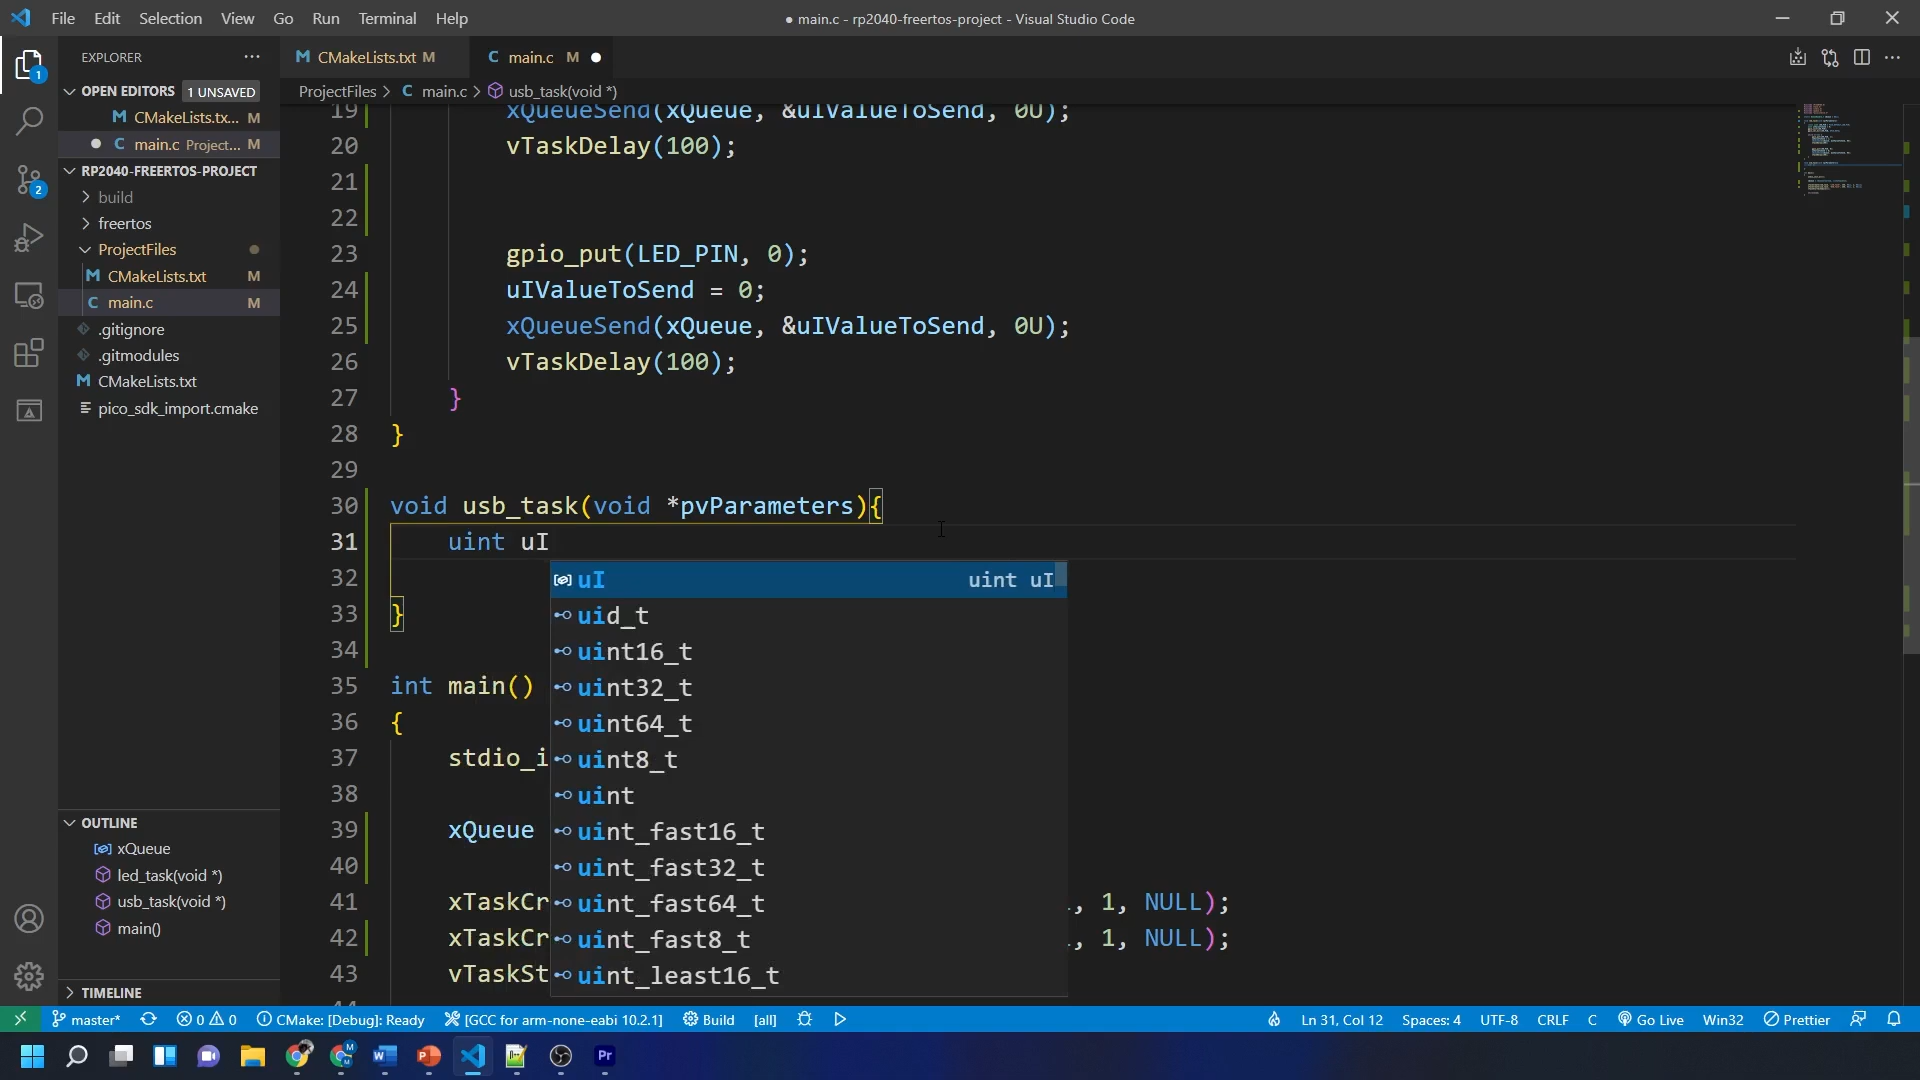 File Edit Selection View Go Run Terminal Help
● main.c - rp2040-freertos-project - Visual Studio Code
EXPLORER
OPEN EDITORS 1 UNSAVED
CMakeLists.tx... M
main.c Project... M
RP2040-FREERTOS-PROJECT
build
freertos
ProjectFiles
CMakeLists.txt M
main.c M
.gitignore
.gitmodules
CMakeLists.txt
pico_sdk_import.cmake
OUTLINE
xQueue
led_task(void *)
usb_task(void *)
main()
TIMELINE
CMakeLists.txt M
main.c M
ProjectFiles > C main.c > usb_task(void *)
19 xQueueSend(xQueue, &uIValueToSend, 0U);
20 vTaskDelay(100);
21
22
23 gpio_put(LED_PIN, 0);
24 uIValueToSend = 0;
25 xQueueSend(xQueue, &uIValueToSend, 0U);
26 vTaskDelay(100);
27 }
28 }
29
30 void usb_task(void *pvParameters){
31 uint uI
32
33 }
34
35 int main()
36 {
37 stdio_i
38
39 xQueue
40
41 xTaskCr , 1, NULL);
42 xTaskCr , 1, NULL);
43 vTaskSt
44
uI uint uI
uid_t
uint16_t
uint32_t
uint64_t
uint8_t
uint
uint_fast16_t
uint_fast32_t
uint_fast64_t
uint_fast8_t
uint_least16_t
master* 0 0 CMake: [Debug]: Ready [GCC for arm-none-eabi 10.2.1] Build [all] Ln 31, Col 12 Spaces: 4 UTF-8 CRLF C Go Live Win32 Prettier